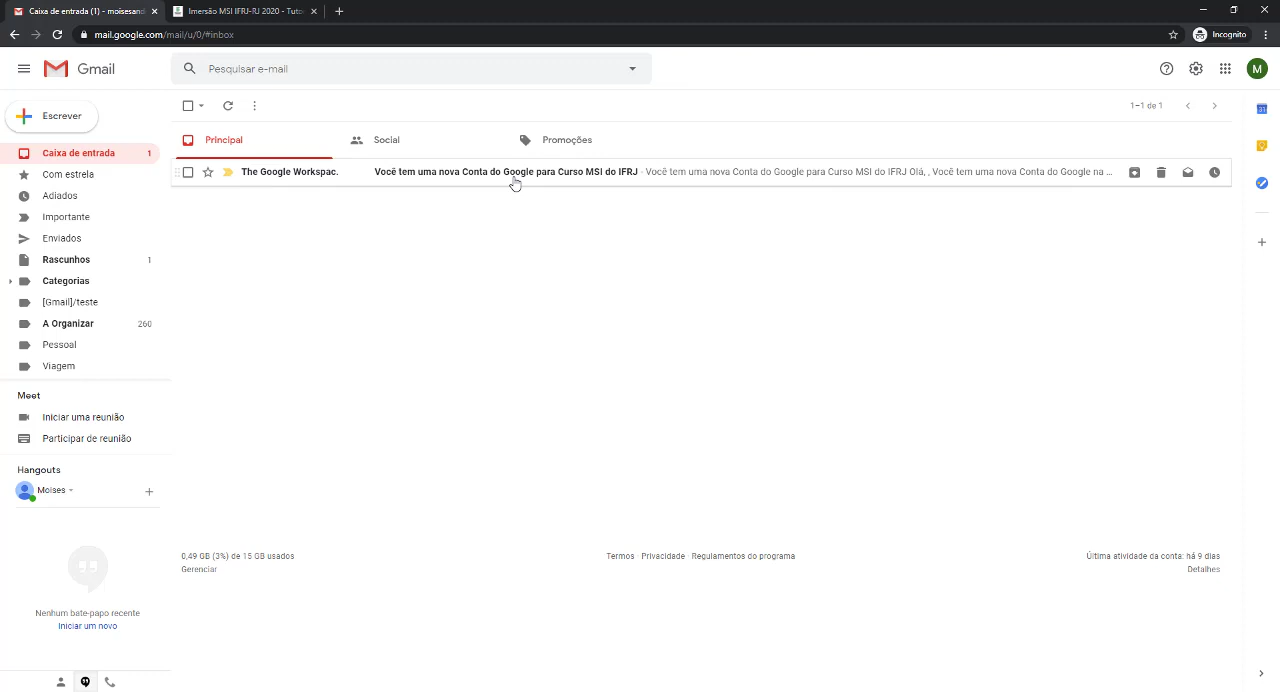 Caixa de entrada (1) - moisesand
Imersão MSI IFRJ-RJ 2020 - Tuto
mail.google.com/mail/u/0/#inbox
Incognito
Gmail
Pesquisar e-mail
M
Escrever
1–1 de 1
31
Principal
Social
Promoções
Caixa de entrada 1
The Google Workspac. Você tem uma nova Conta do Google para Curso MSI do IFRJ - Você tem uma nova Conta do Google para Curso MSI do IFRJ Olá, , Você tem uma nova Conta do Google na ...
Com estrela
Adiados
Importante
Enviados
Rascunhos 1
Categorias
[Gmail]/teste
A Organizar 260
Pessoal
Viagem
Meet
Iniciar uma reunião
Participar de reunião
Hangouts
Moises
Nenhum bate-papo recente
Iniciar um novo
0,49 GB (3%) de 15 GB usados
Gerenciar
Termos · Privacidade · Regulamentos do programa
Última atividade da conta: há 9 dias
Detalhes